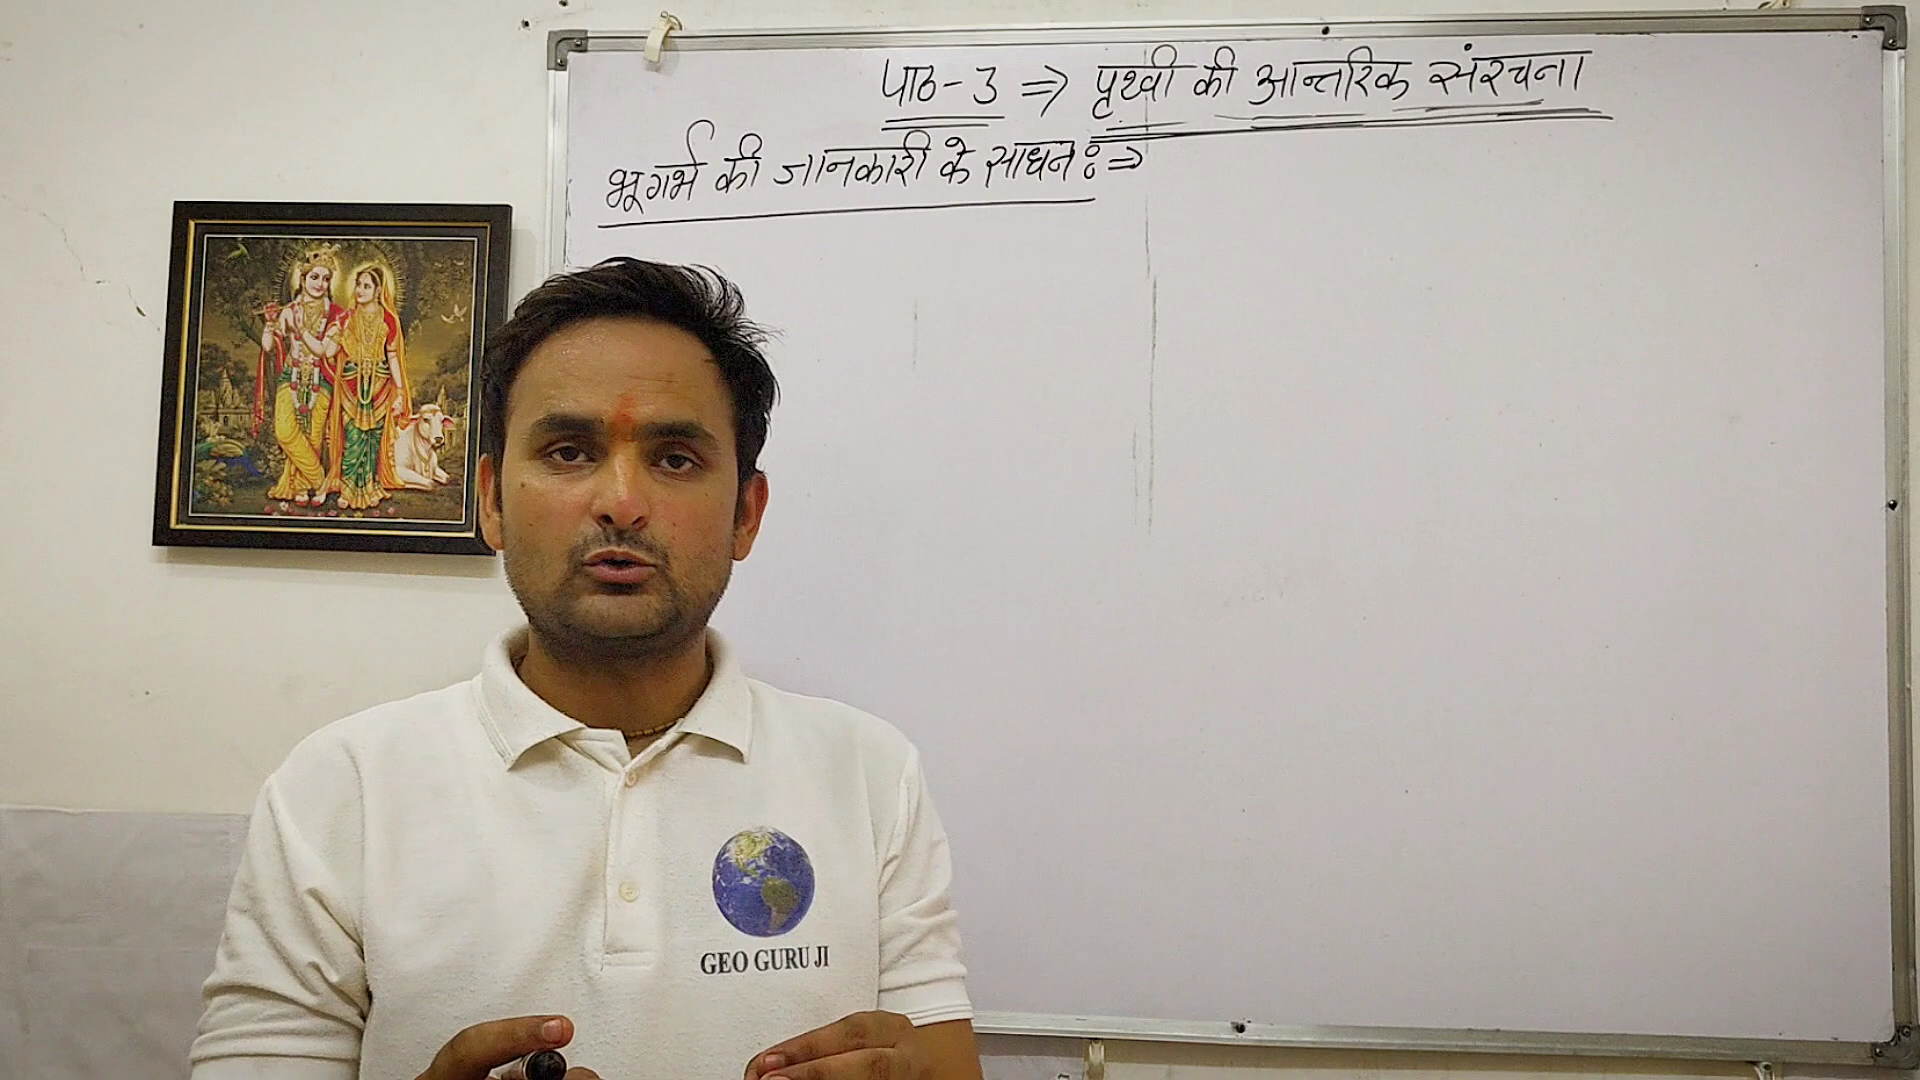 पाठ-3 ⇒ पृथ्वी की आन्तरिक संरचना
भूगर्भ की जानकारी के साधन :⇒
GEO GURU JI